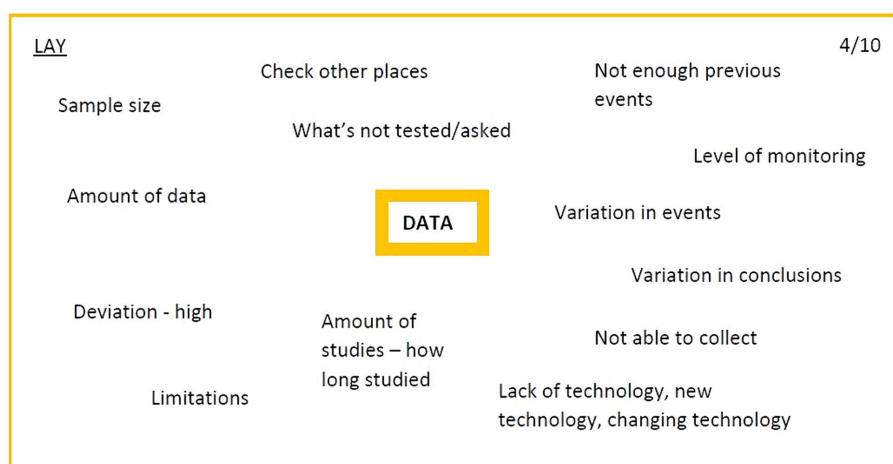 LAY
4/10
Check other places
Not enough previous
events
Sample size
What's not tested/asked
Level of monitoring
Amount of data
DATA
Variation in events
Variation in conclusions
Deviation - high
Amount of
studies – how
long studied
Not able to collect
Limitations
Lack of technology, new
technology, changing technology